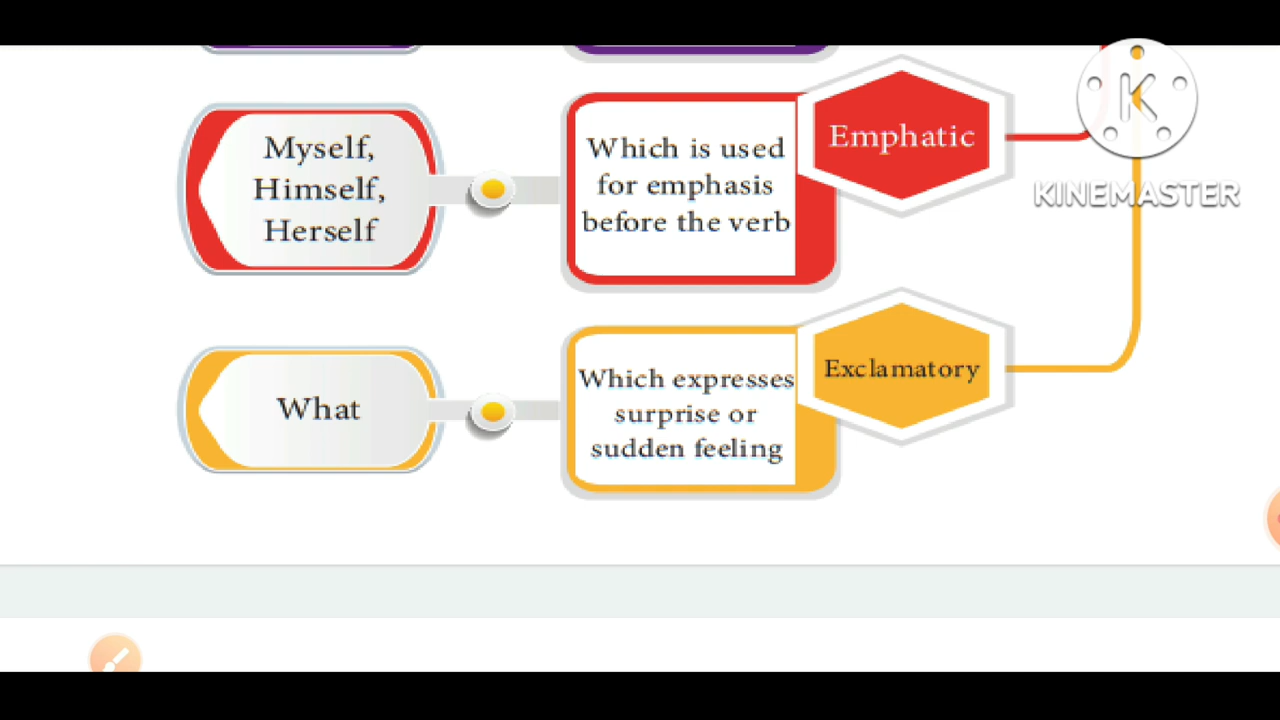 Myself,
Himself,
Herself
Which is used
for emphasis
before the verb
Emphatic
K
KINEMASTER
What
Which expresses
surprise or
sudden feeling
Exclamatory